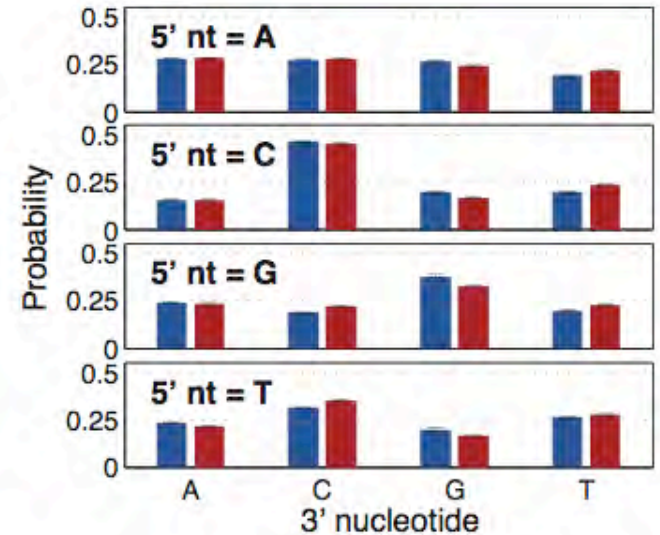 0.5
5' nt = A
0.25
0
0.5
5' nt = C
0.25
0
0.5
5' nt = G
0.25
0
0.5
5' nt = T
0.25
0
Probability
A C G T
3' nucleotide